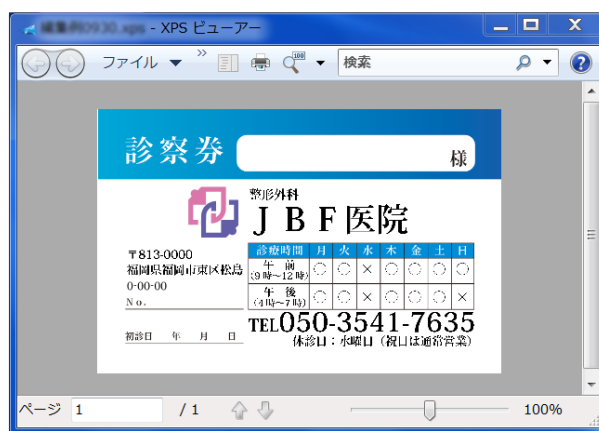 - XPS ビューアー
ファイル
検索
診察券
様
整形外科
JBF医院
〒813-0000
福岡県福岡市東区松島
0-00-00
No.
初診日 年 月 日
診療時間 月 火 水 木 金 土 日
午 前 (9時~12時) ○ ○ × ○ ○ ○ ○
午 後 (4時~7時) ○ ○ × ○ ○ ○ ×
TEL050-3541-7635
休診日:水曜日(祝日は通常営業)
ページ 1 / 1 100%